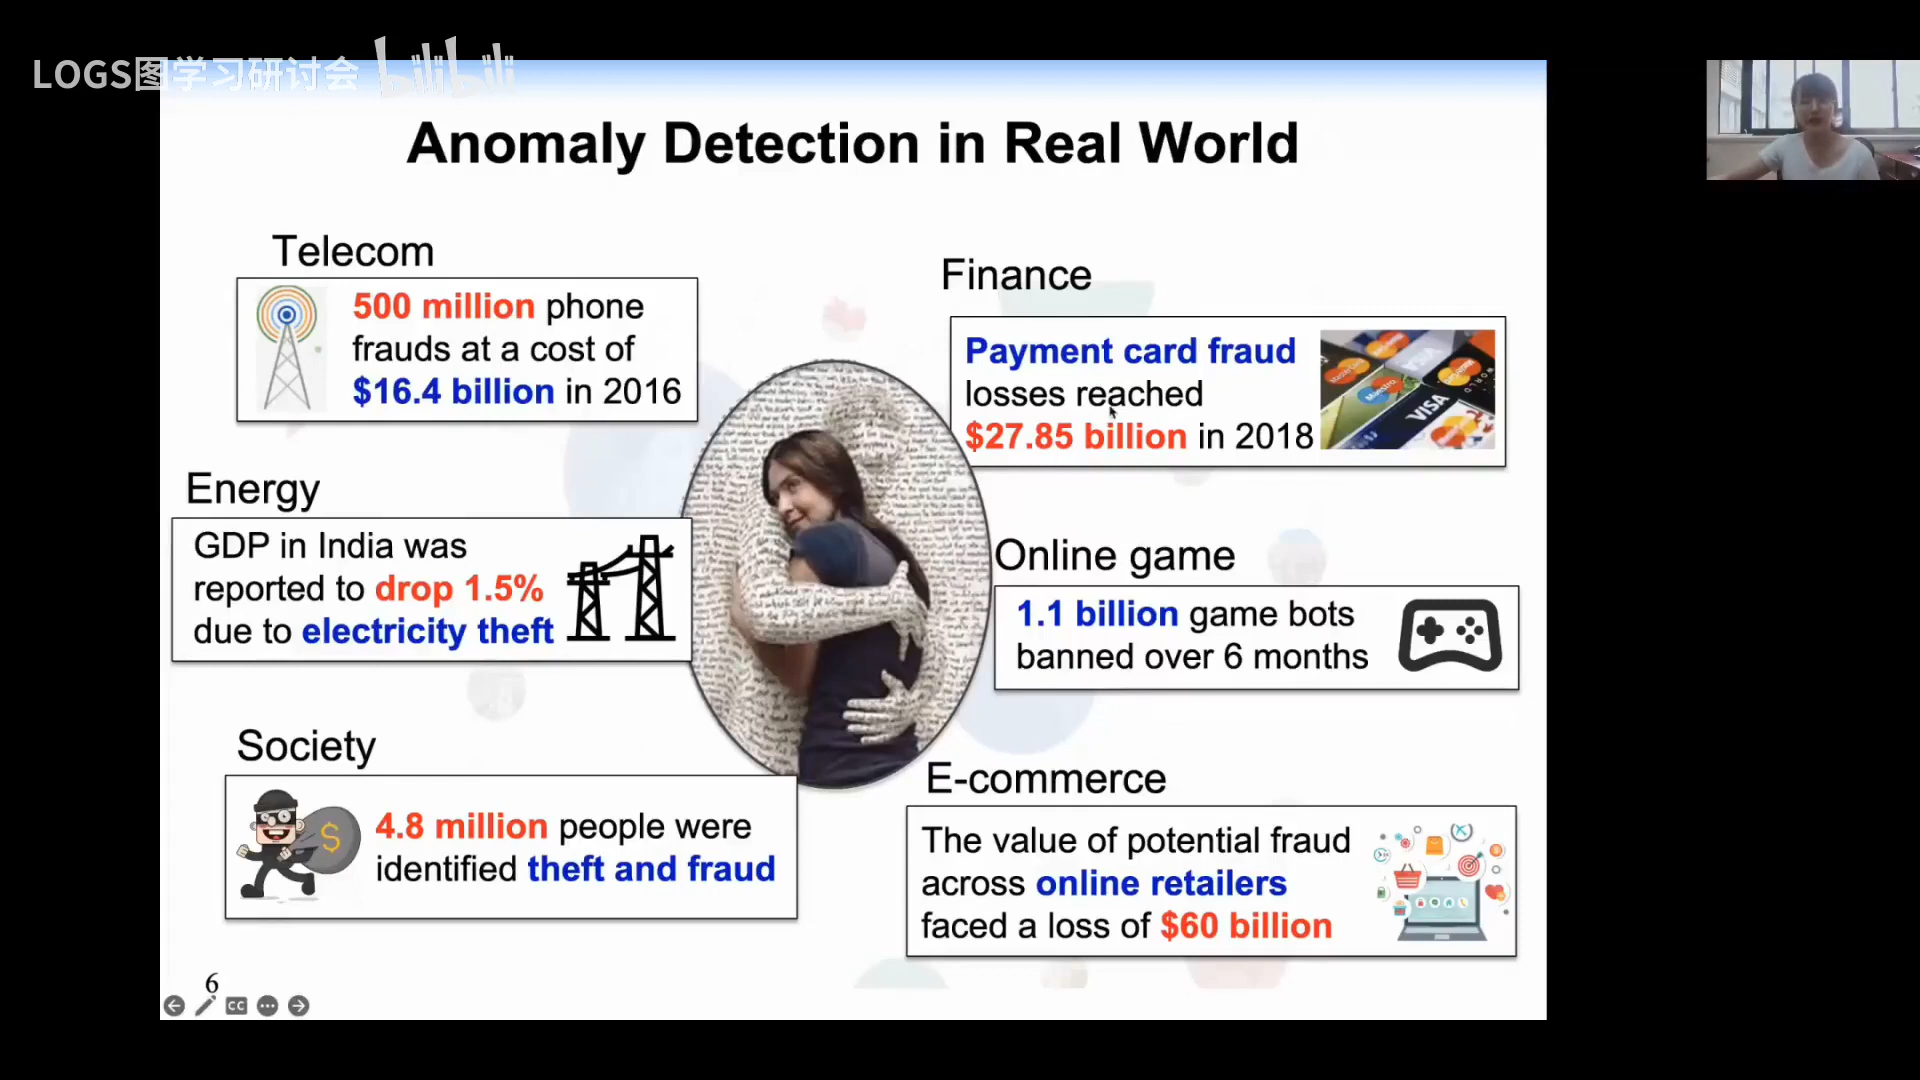 LOGS图学习研讨会 bilibili
Anomaly Detection in Real World
Telecom
500 million phone
frauds at a cost of
$16.4 billion in 2016
Finance
Payment card fraud
losses reached
$27.85 billion in 2018
VISA
VISA
Energy
GDP in India was
reported to drop 1.5%
due to electricity theft
Online game
1.1 billion game bots
banned over 6 months
Society
$
4.8 million people were
identified theft and fraud
E-commerce
The value of potential fraud
across online retailers
faced a loss of $60 billion
6
CC